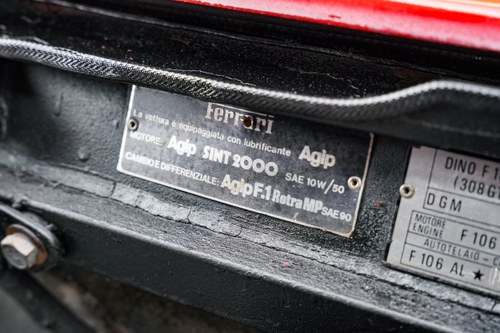 Ferrari
La vettura è equipaggiata con lubrificante Agip
MOTORE: Agip SINT 2000 SAE 10W/50
CAMBIO E DIFFERENZIALE: Agip F.1 Rotra MP SAE 90
DINO F 1
(308
DGM
MOTORE
ENGINE
F 106
AUTOTELAIO-
F 106 AL ★